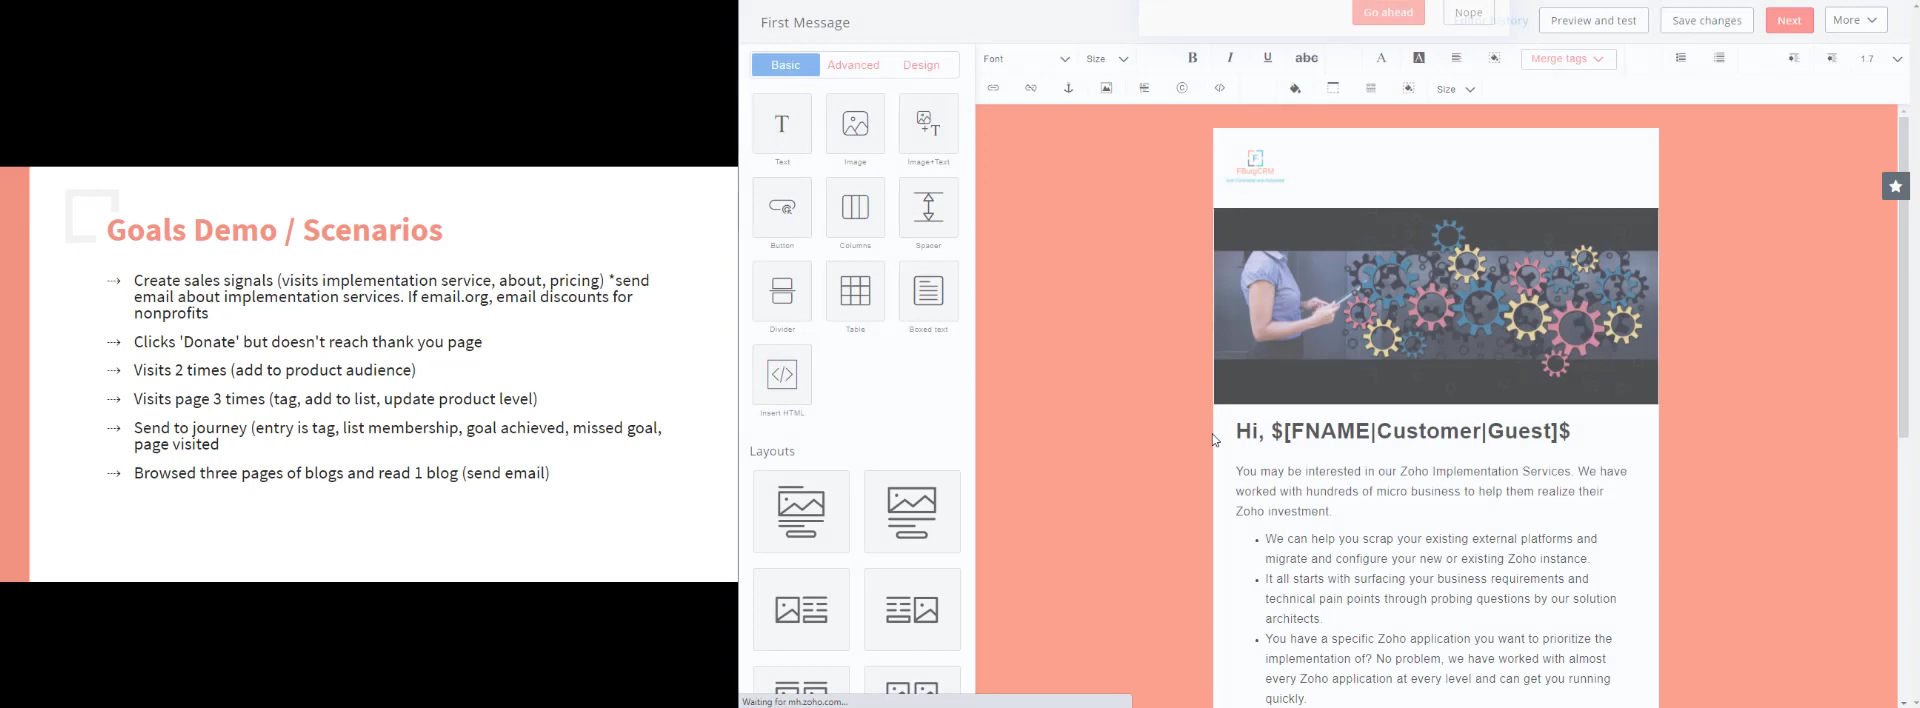 Goals Demo / Scenarios
Create sales signals (visits implementation service, about, pricing) *send
email about implementation services. If email.org, email discounts for
nonprofits
Clicks 'Donate' but doesn't reach thank you page
Visits 2 times (add to product audience)
Visits page 3 times (tag, add to list, update product level)
Send to journey (entry is tag, list membership, goal achieved, missed goal,
page visited
Browsed three pages of blogs and read 1 blog (send email)
First Message
Go ahead
Nope
history
Preview and test
Save changes
Next
More
Basic
Advanced
Design
Font
Size
B
I
U
abc
A
A
Merge tags
1.7
Size
T
Text
Image
T
Image+Text
Button
Columns
Spacer
Divider
Table
Boxed text
Insert HTML
Layouts
Waiting for mh.zoho.com...
F
FBuigCRM
Hi, $[FNAME|Customer|Guest]$
You may be interested in our Zoho Implementation Services. We have
worked with hundreds of micro business to help them realize their
Zoho investment.
We can help you scrap your existing external platforms and
migrate and configure your new or existing Zoho instance.
It all starts with surfacing your business requirements and
technical pain points through probing questions by our solution
architects.
You have a specific Zoho application you want to prioritize the
implementation of? No problem, we have worked with almost
every Zoho application at every level and can get you running
quickly.